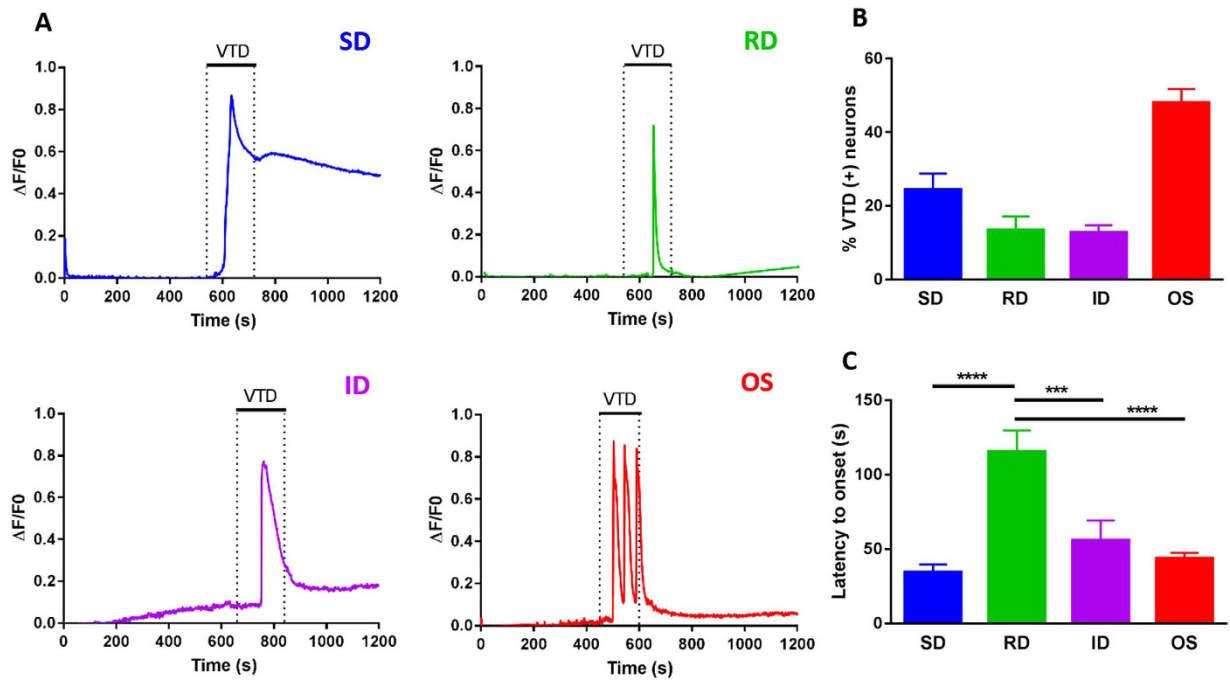 A
SD
VTD
1.0
0.8
0.6
0.4
0.2
0.0
ΔF/F0
0 200 400 600 800 1000 1200
Time (s)
RD
VTD
1.0
0.8
0.6
0.4
0.2
0.0
ΔF/F0
0 200 400 600 800 1000 1200
Time (s)
B
60
40
20
0
% VTD (+) neurons
SD RD ID OS
ID
VTD
1.0
0.8
0.6
0.4
0.2
0.0
ΔF/F0
0 200 400 600 800 1000 1200
Time (s)
OS
VTD
1.0
0.8
0.6
0.4
0.2
0.0
ΔF/F0
0 200 400 600 800 1000 1200
Time (s)
C
****
***
****
150
100
50
0
Latency to onset (s)
SD RD ID OS